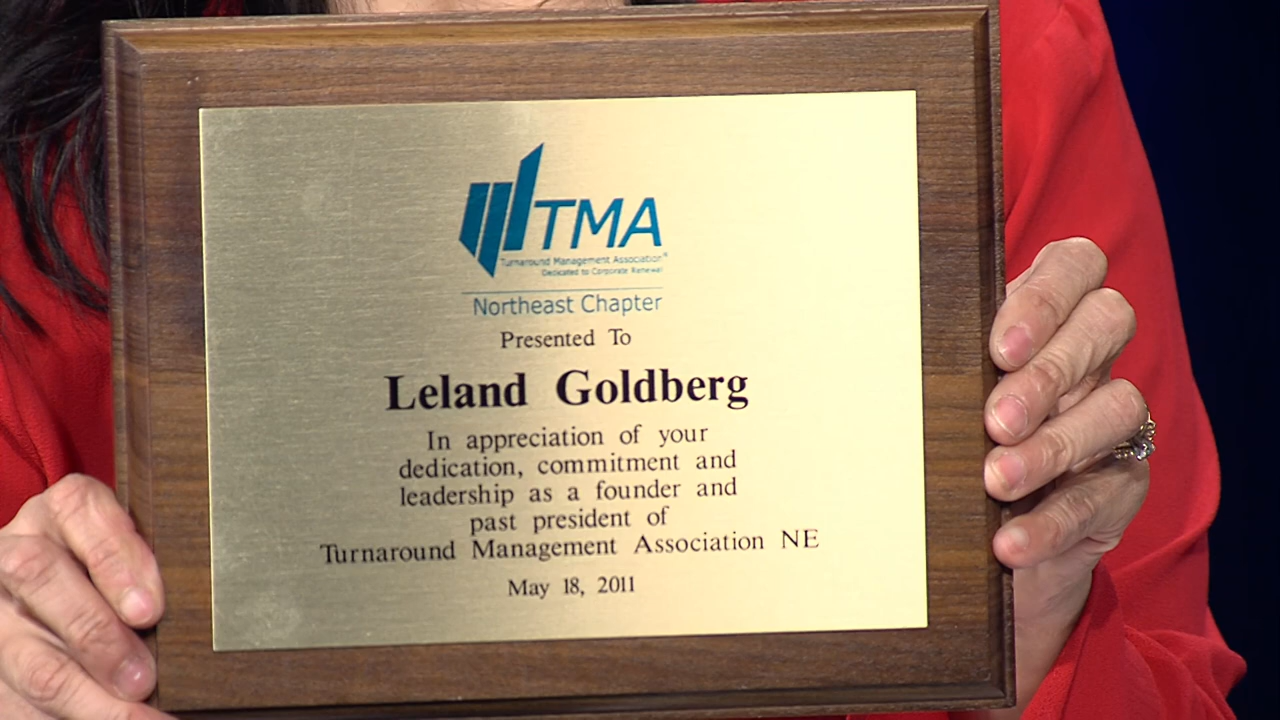 TMA
Turnaround Management Association®
Dedicated to Corporate Renewal
Northeast Chapter
Presented To
Leland Goldberg
In appreciation of your
dedication, commitment and
leadership as a founder and
past president of
Turnaround Management Association NE
May 18, 2011